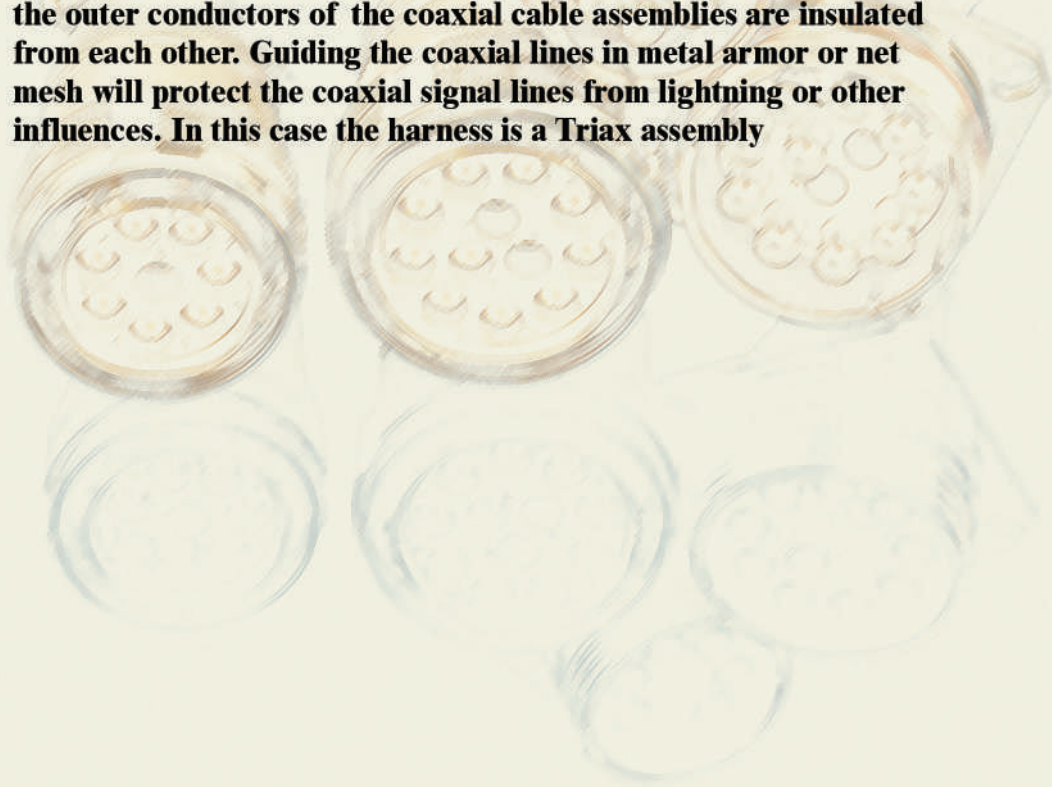 the outer conductors of the coaxial cable assemblies are insulated
from each other. Guiding the coaxial lines in metal armor or net
mesh will protect the coaxial signal lines from lightning or other
influences. In this case the harness is a Triax assembly